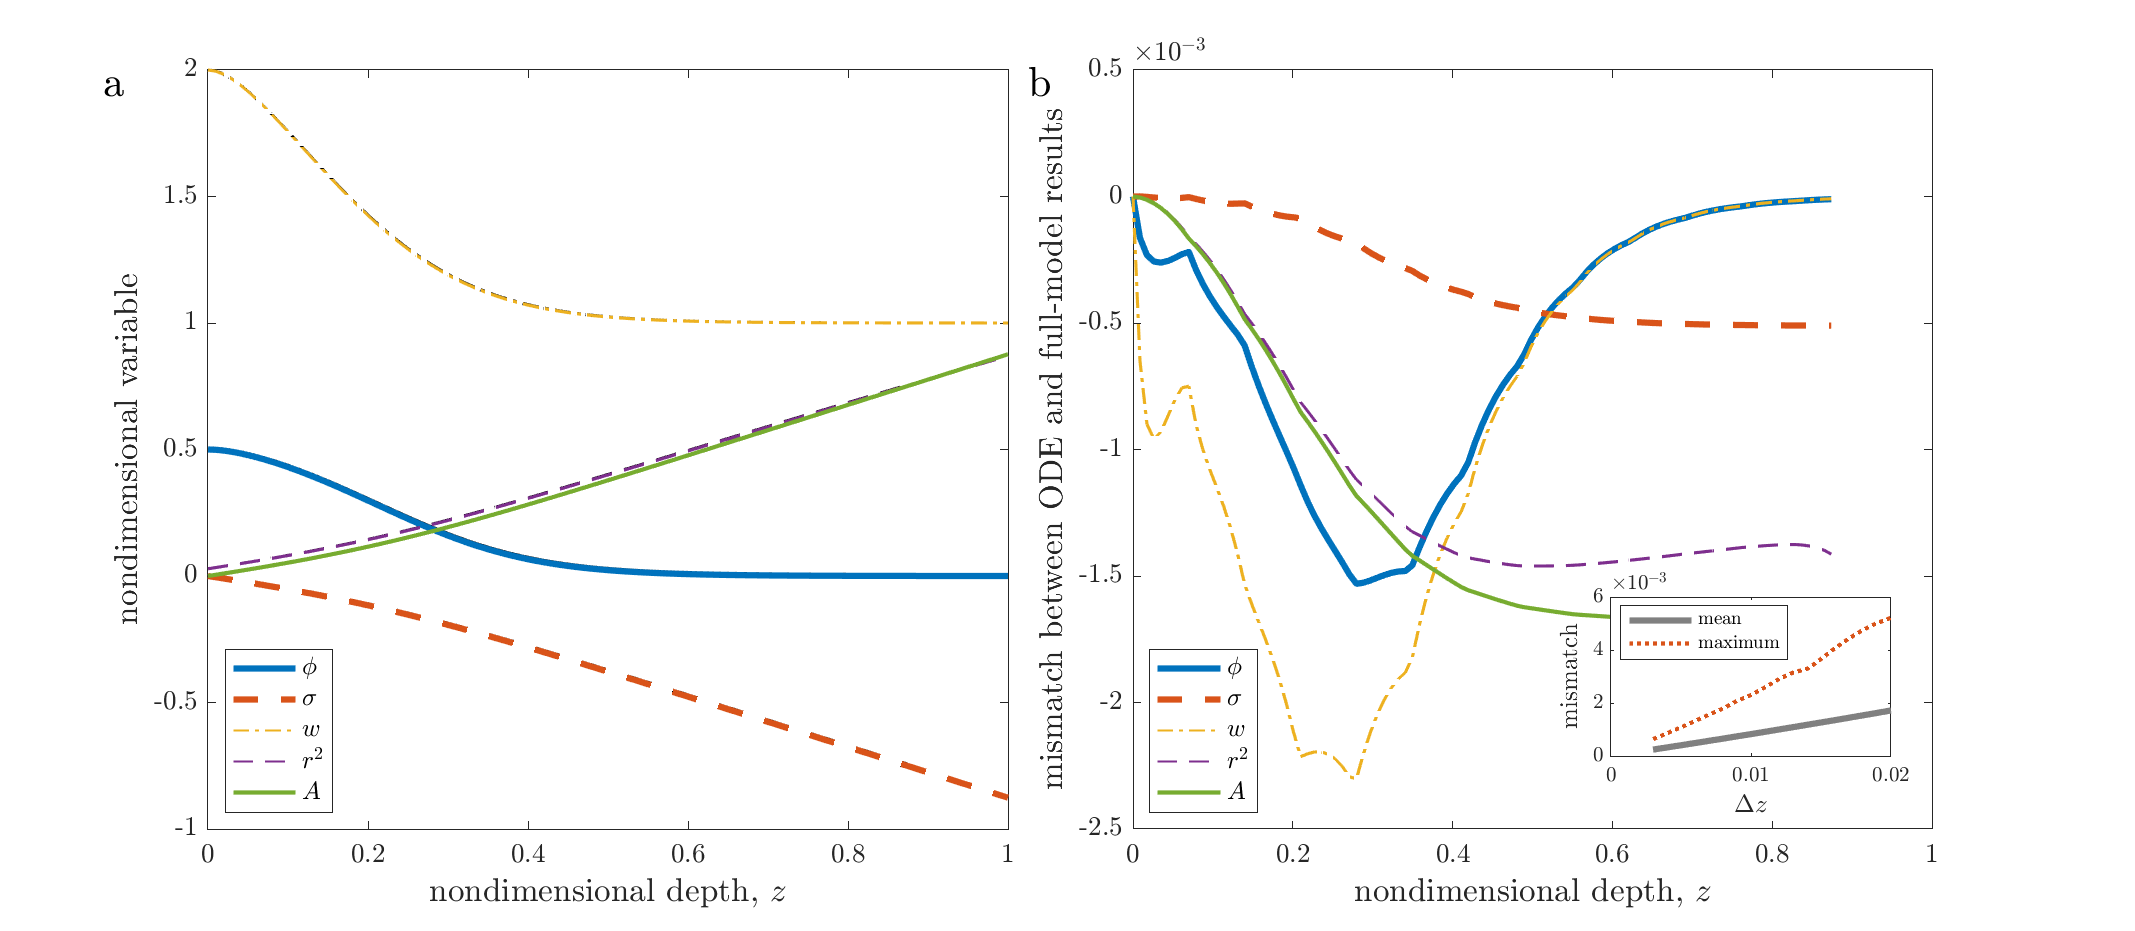 a
nondimensional variable
2
1.5
1
0.5
0
-0.5
-1
0 0.2 0.4 0.6 0.8 1
nondimensional depth, z
ϕ
σ
w
r²
A
b
×10⁻³
mismatch between ODE and full-model results
0.5
0
-0.5
-1
-1.5
-2
-2.5
0 0.2 0.4 0.6 0.8 1
nondimensional depth, z
ϕ
σ
w
r²
A
×10⁻³
mismatch
6
4
2
0
0 0.01 0.02
Δz
mean
maximum